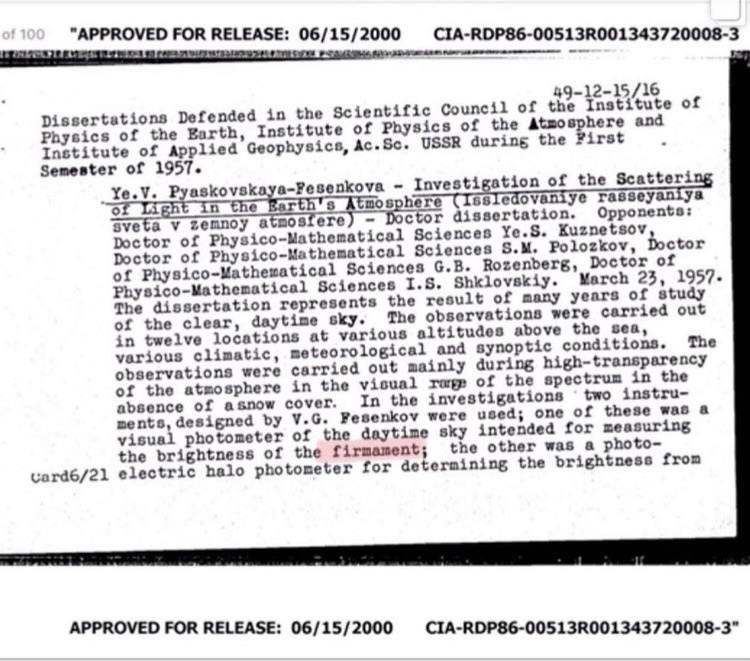 of 100 "APPROVED FOR RELEASE: 06/15/2000 CIA-RDP86-00513R001343720008-3
49-12-15/16
Dissertations Defended in the Scientific Council of the Institute of
Physics of the Earth, Institute of Physics of the Atmosphere and
Institute of Applied Geophysics, Ac.Sc. USSR during the First
Semester of 1957.
Ye.V. Pyaskovskaya-Fesenkova - Investigation of the Scattering
of Light in the Earth's Atmosphere (Issledovaniye rasseyaniya
sveta v zemnoy atmosfere) - Doctor dissertation. Opponents:
Doctor of Physico-Mathematical Sciences Ye.S. Kuznetsov,
Doctor of Physico-Mathematical Sciences S.M. Polozkov, Doctor
of Physico-Mathematical Sciences G.B. Rozenberg, Doctor of
Physico-Mathematical Sciences I.S. Shklovskiy. March 23, 1957.
The dissertation represents the result of many years of study
of the clear, daytime sky. The observations were carried out
in twelve locations at various altitudes above the sea,
various climatic, meteorological and synoptic conditions. The
observations were carried out mainly during high-transparency
of the atmosphere in the visual range of the spectrum in the
absence of a snow cover. In the investigations two instru-
ments, designed by V.G. Fesenkov were used; one of these was a
visual photometer of the daytime sky intended for measuring
the brightness of the firmament; the other was a photo-
Card6/21 electric halo photometer for determining the brightness from
APPROVED FOR RELEASE: 06/15/2000 CIA-RDP86-00513R001343720008-3"